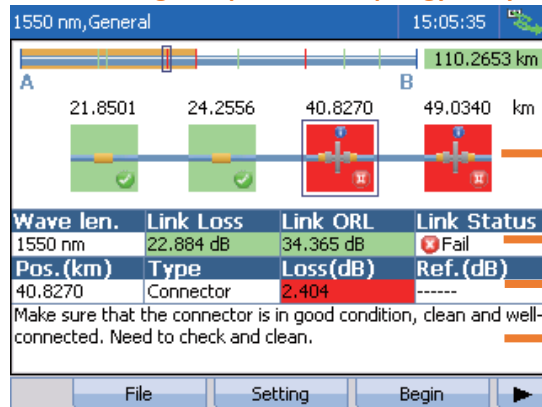 1550 nm,General 15:05:35
110.2653 km
A B
21.8501 24.2556 40.8270 49.0340 km
Wave len. Link Loss Link ORL Link Status
1550 nm 22.884 dB 34.365 dB Fail
Pos.(km) Type Loss(dB) Ref.(dB)
40.8270 Connector 2.404 ------
Make sure that the connector is in good condition, clean and well-
connected. Need to check and clean.
File Setting Begin